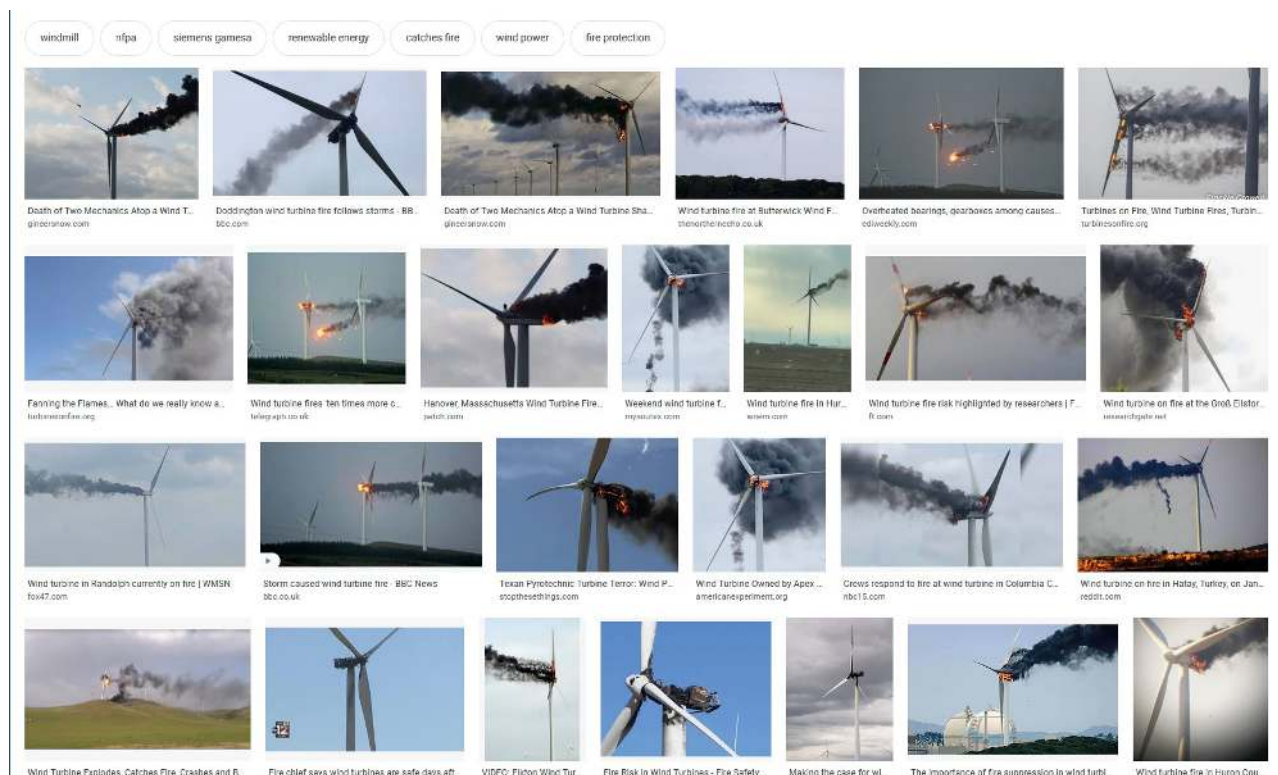 windmill
nfpa
siemens gamesa
renewable energy
catches fire
wind power
fire protection
Death of Two Mechanics Atop a Wind T...
gineersnow.com
Doddington wind turbine fire follows storms - BB...
bbc.com
Death of Two Mechanics Atop a Wind Turbine Sha...
gineersnow.com
Wind turbine fire at Butterwick Wind F...
thenorthernecho.co.uk
Overheated bearings, gearboxes among causes...
ediweekly.com
Turbines on Fire, Wind Turbine Fires, Turbin...
turbinesonfire.org
Fanning the Flames... What do we really know a...
turbinesonfire.org
Wind turbine fires 'ten times more c...
telegraph.co.uk
Hanover, Massachusetts Wind Turbine Fire...
patch.com
Weekend wind turbine f...
Wind turbine fire in Hur...
wnem.com
Wind turbine fire risk highlighted by researchers | F...
ft.com
Wind turbine on fire at the Groß Eilstor...
researchgate.net
Wind turbine in Randolph currently on fire | WMSN
fox47.com
Storm caused wind turbine fire - BBC News
bbc.co.uk
Texan Pyrotechnic Turbine Terror: Wind P...
stopthesethings.com
Wind Turbine Owned by Apex ...
americanexperiment.org
Crews respond to fire at wind turbine in Columbia C...
nbc15.com
Wind turbine on fire in Hatay, Turkey, on Jan...
reddit.com
Wind Turbine Explodes, Catches Fire, Crashes and B...
Fire chief says wind turbines are safe days aft...
VIDEO: Elkton Wind Tur...
Fire Risk in Wind Turbines - Fire Safety...
Making the case for wi...
The importance of fire suppression in wind turbi...
Wind turbine fire in Huron Cou...